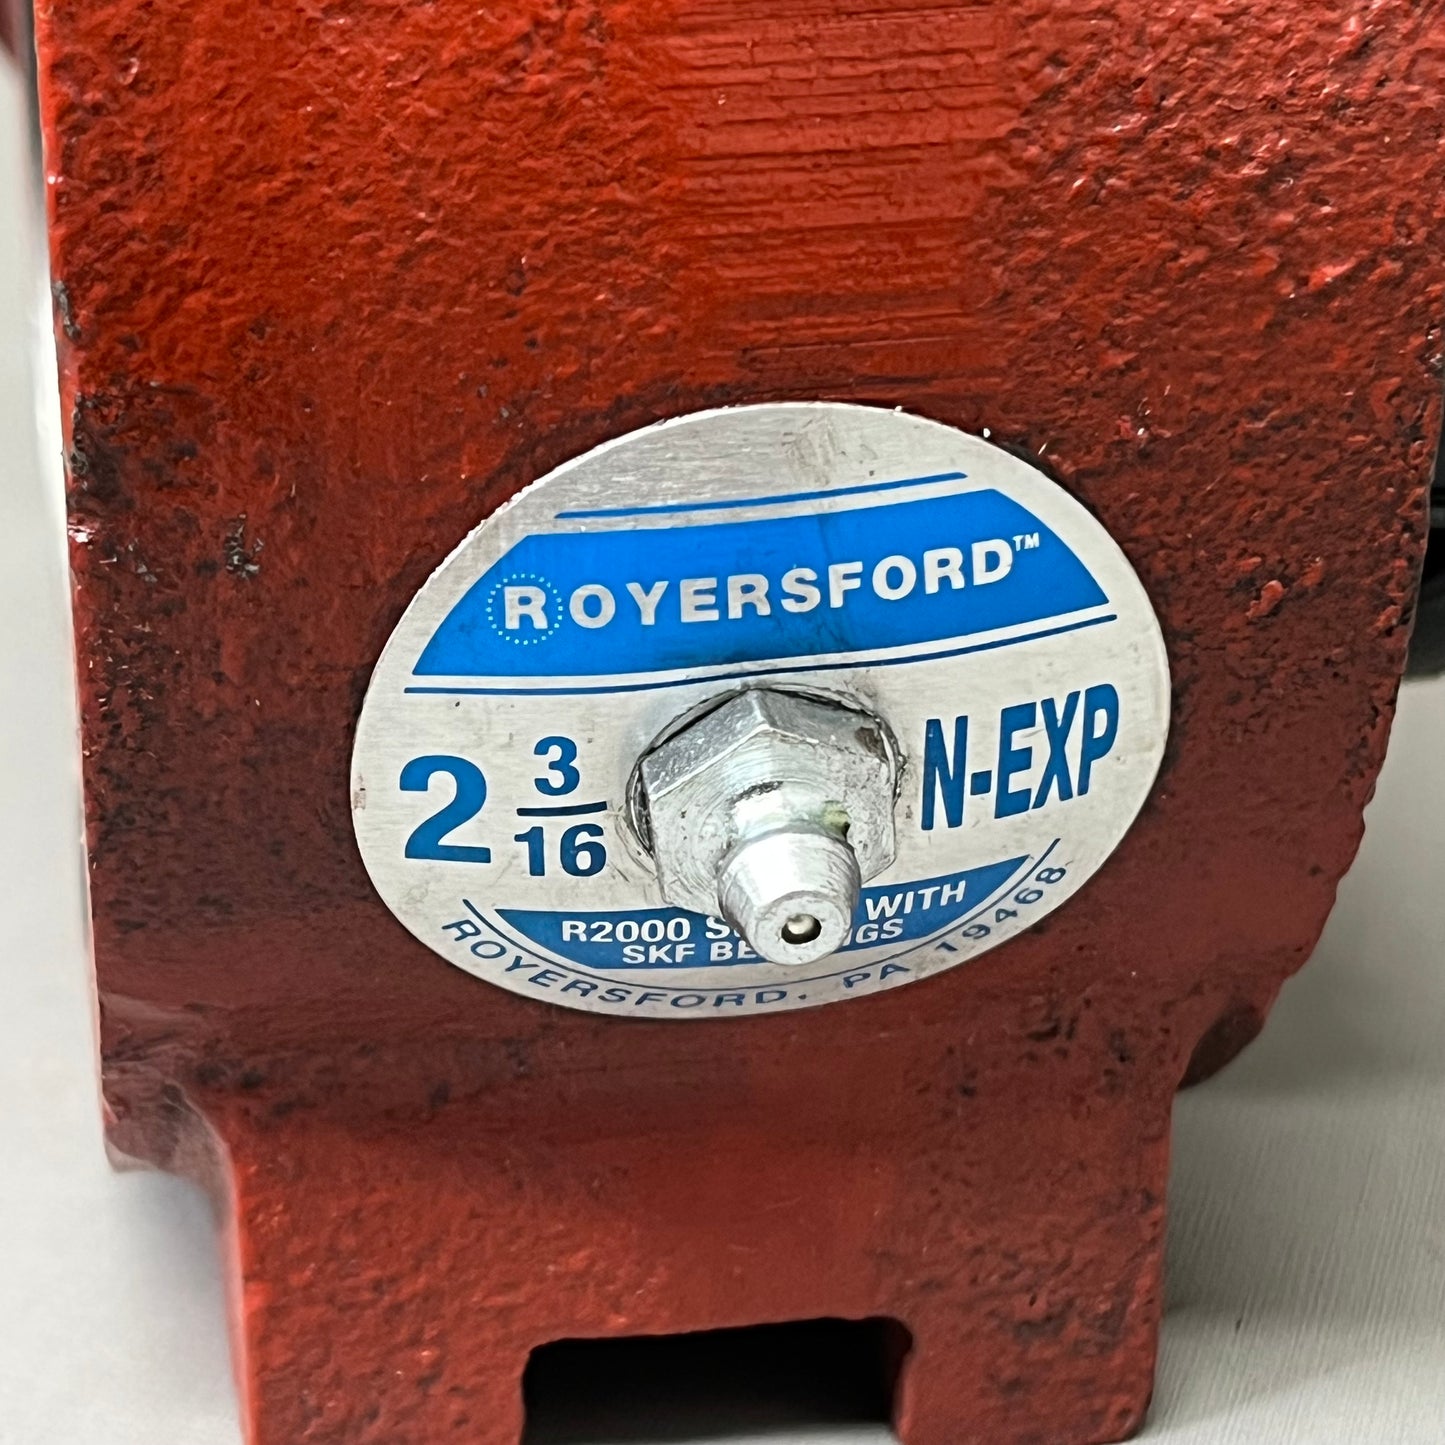 ROYERSFORD™
2 3/16 N-EXP
R2000 WITH
SKF
ROYERSFORD, PA 19468